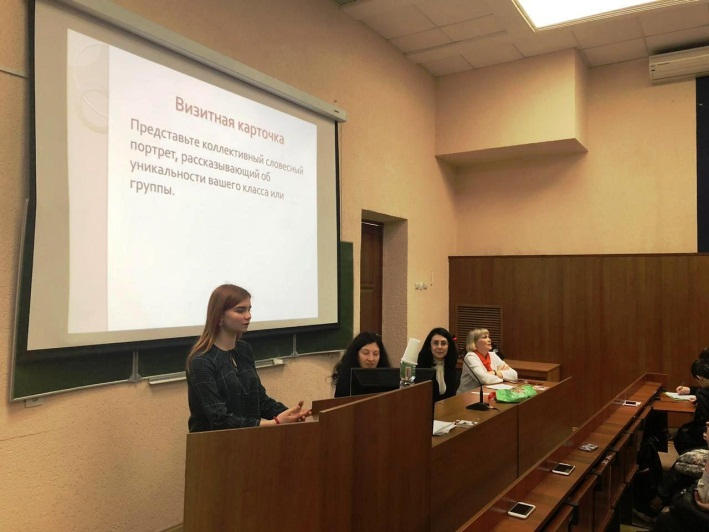 Визитная карточка
Представьте коллективный словесный
портрет, рассказывающий об
уникальности вашего класса или
группы.